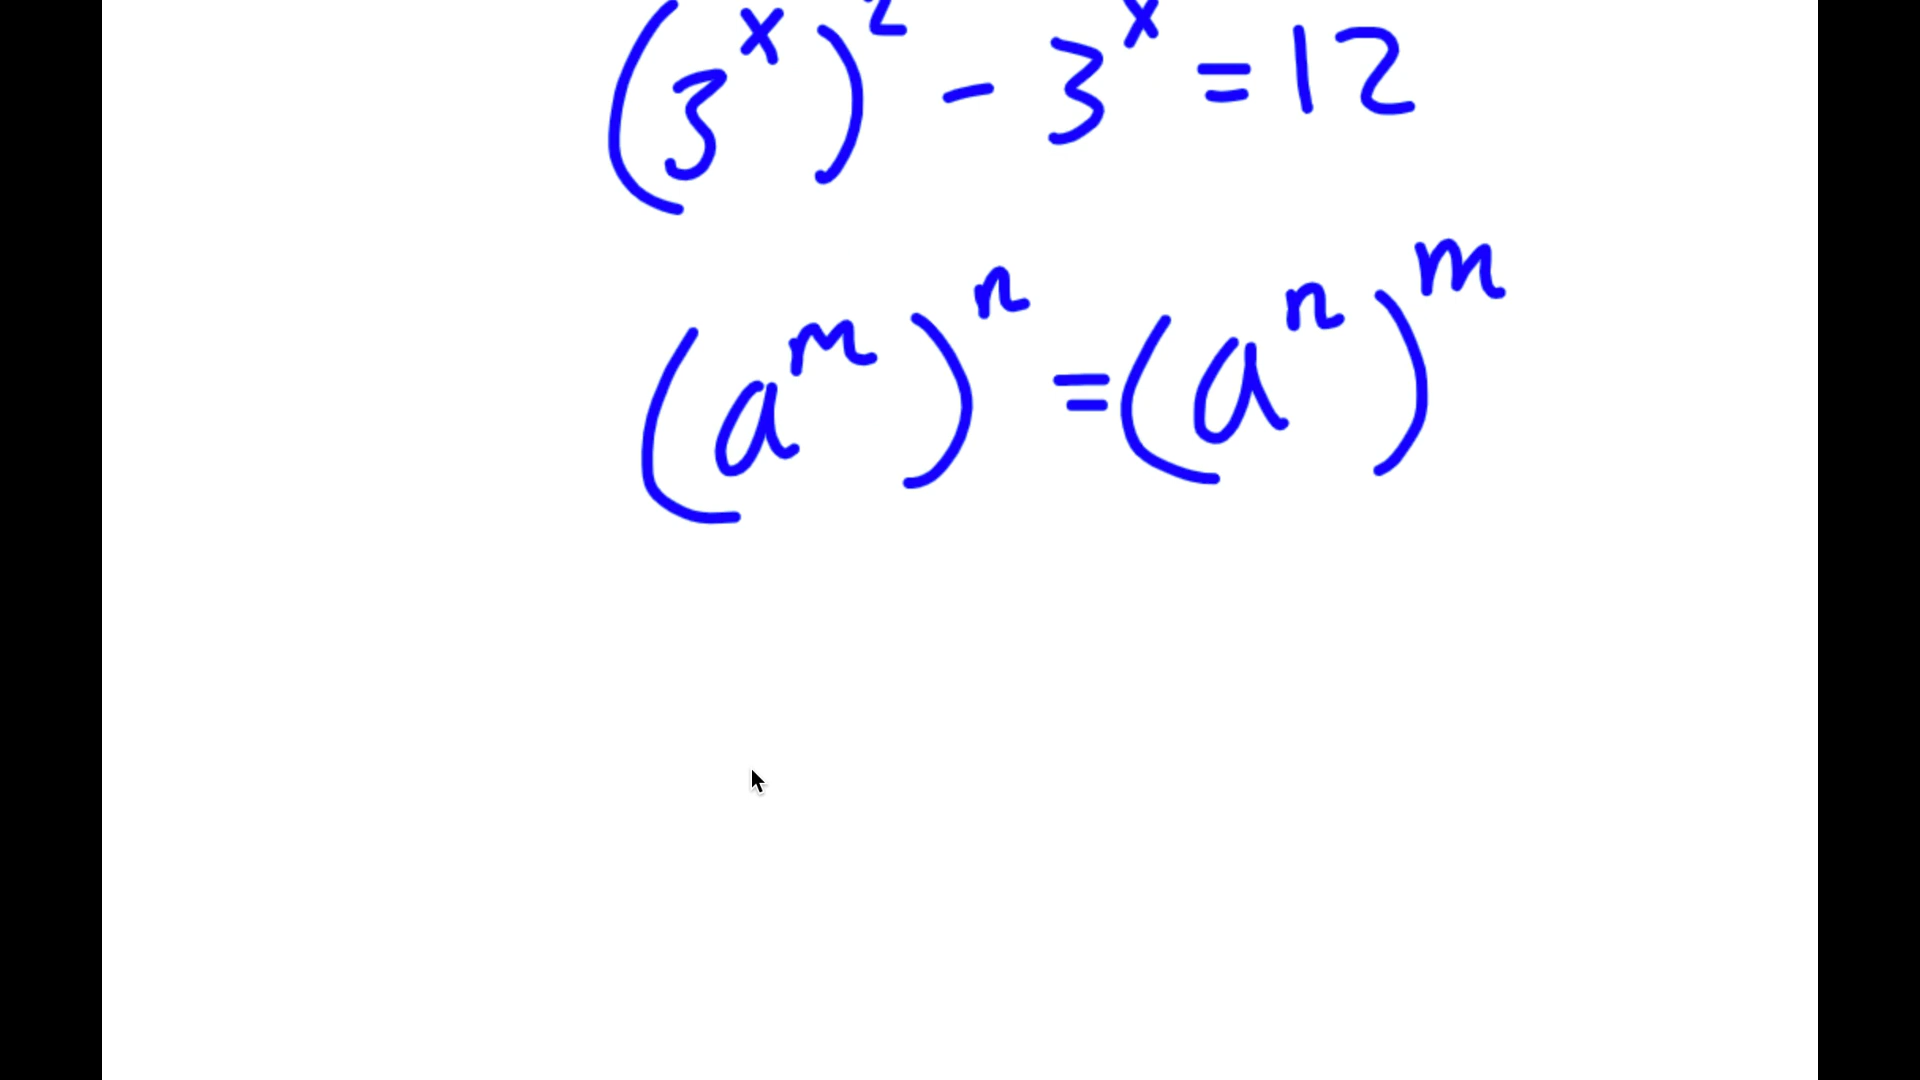 (3^x)^2 - 3^x = 12
(a^m)^n = (a^n)^m